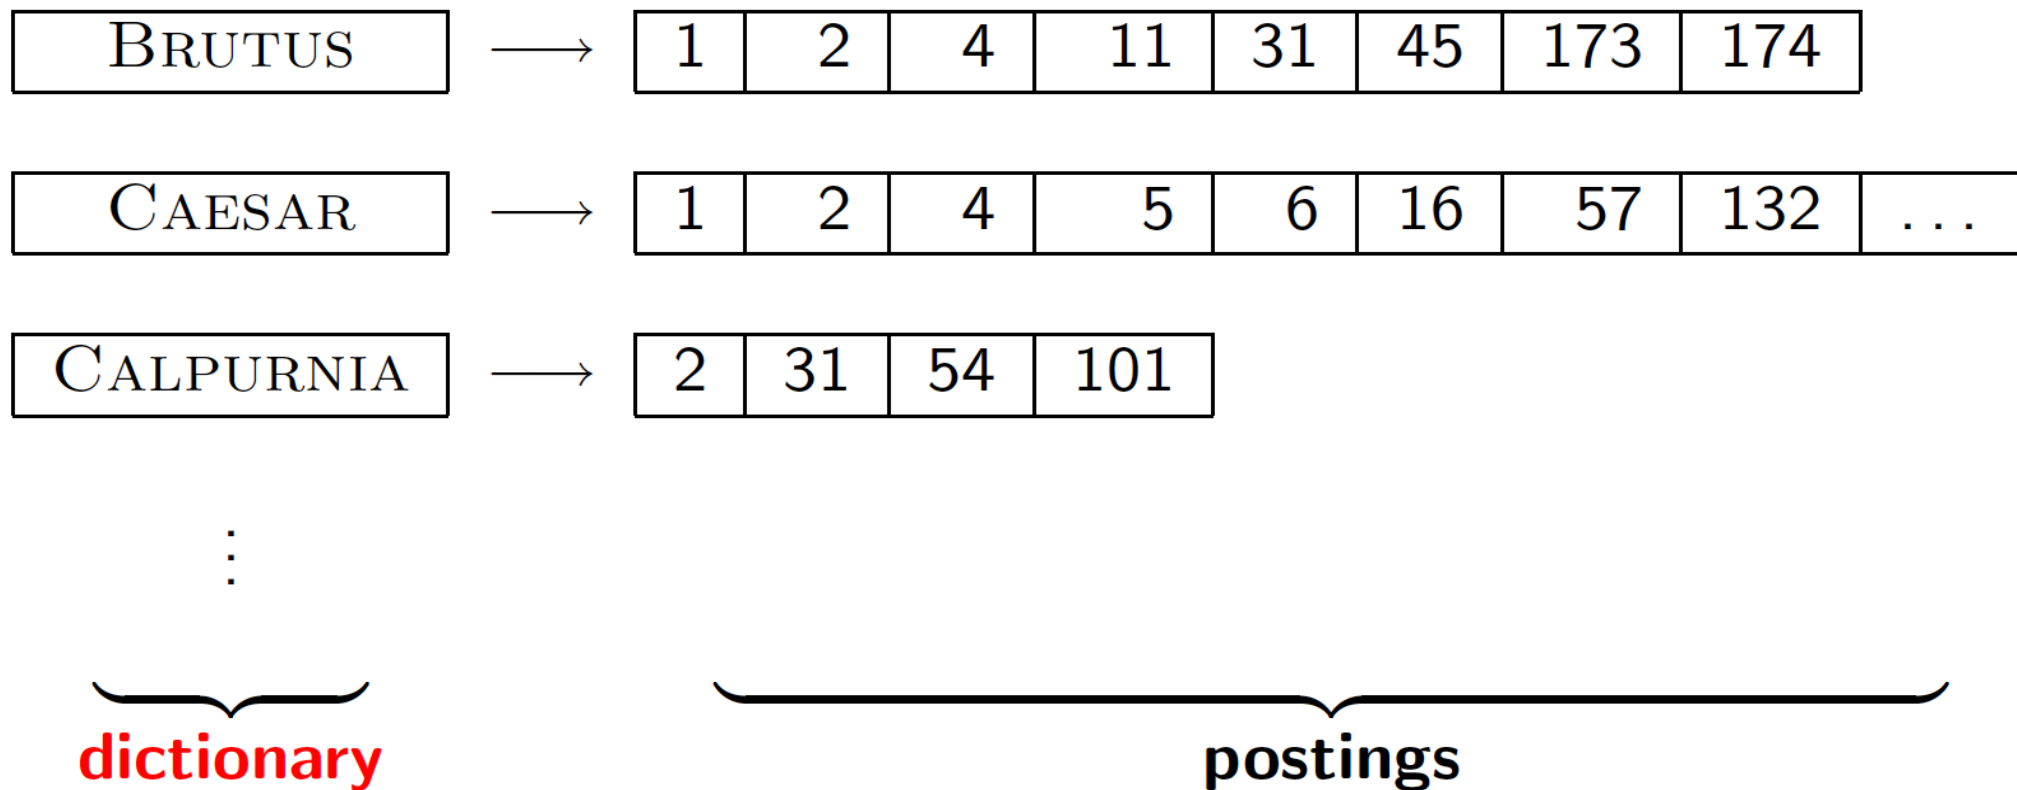 BRUTUS ⟶ 1 2 4 11 31 45 173 174
CAESAR ⟶ 1 2 4 5 6 16 57 132 ...
CALPURNIA ⟶ 2 31 54 101
⋮
dictionary postings